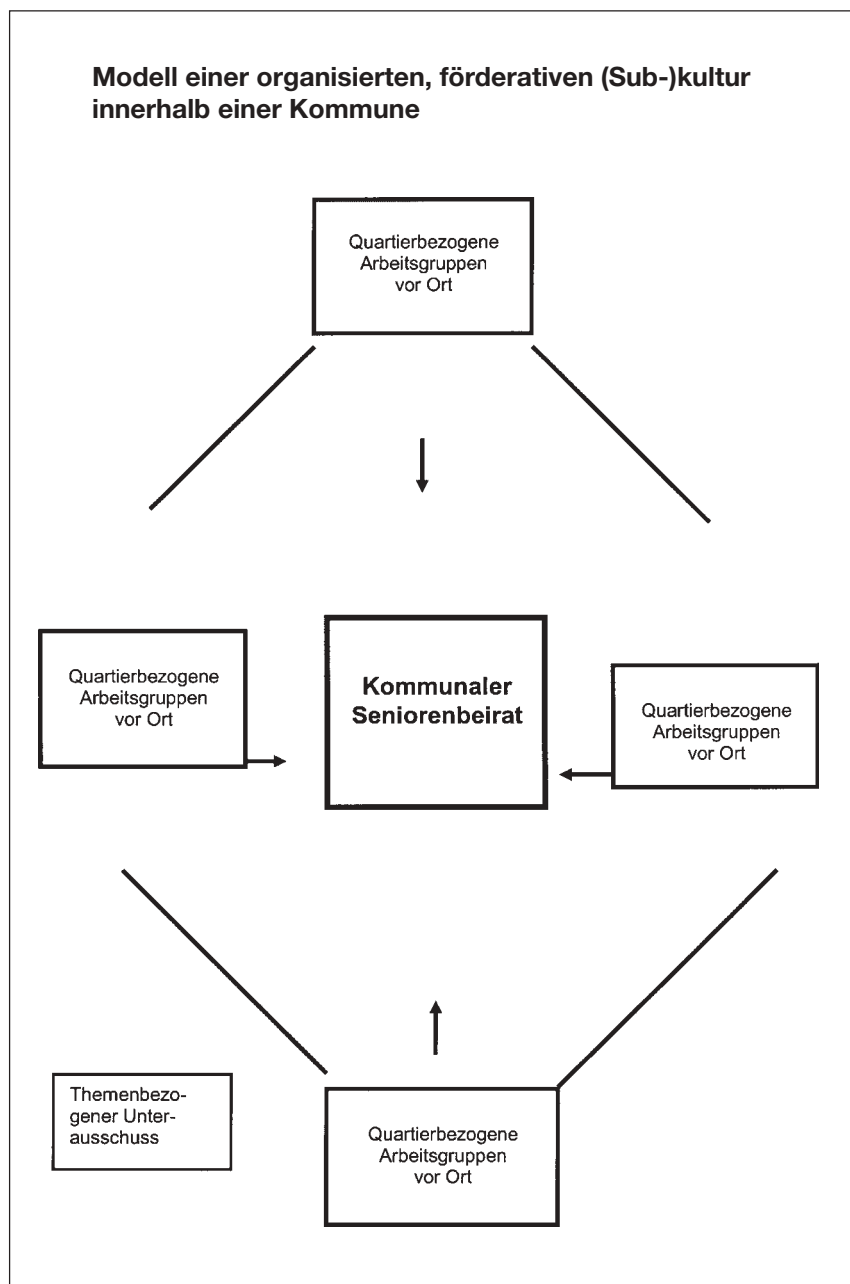 Modell einer organisierten, förderativen (Sub-)kultur
innerhalb einer Kommune
Quartierbezogene
Arbeitsgruppen
vor Ort
Quartierbezogene
Arbeitsgruppen
vor Ort
Kommunaler
Seniorenbeirat
Quartierbezogene
Arbeitsgruppen
vor Ort
Themenbezo-
gener Unter-
ausschuss
Quartierbezogene
Arbeitsgruppen
vor Ort